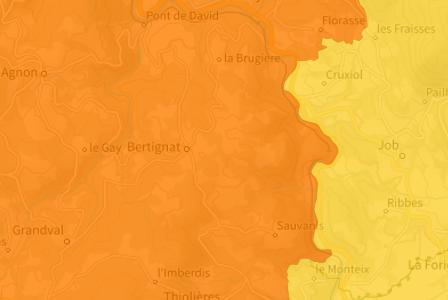 Pont de David
Florasse
les Fraisses
la Brugière
Agnon
Cruxiol
Job
le Gay
Bertignat
Ribbes
Grandval
Sauvanis
l'Imberdis
le Monteix
Thiolières